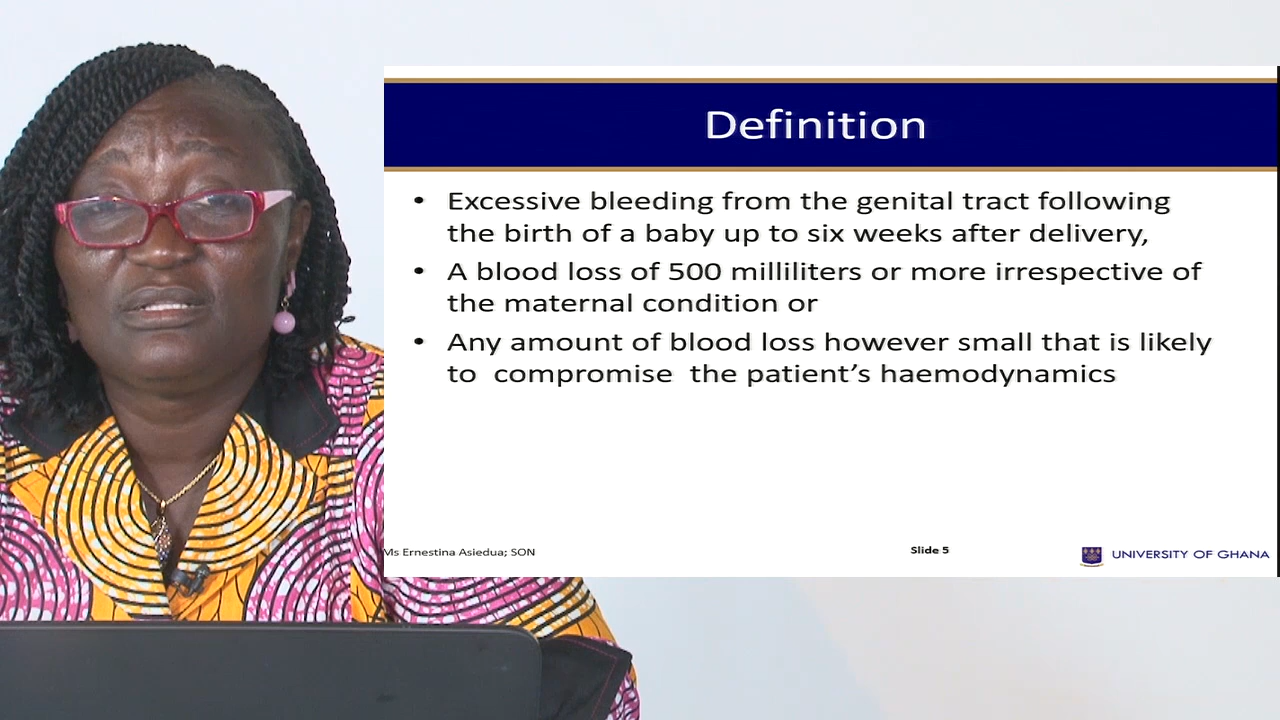 Definition
• Excessive bleeding from the genital tract following
the birth of a baby up to six weeks after delivery,
• A blood loss of 500 milliliters or more irrespective of
the maternal condition or
• Any amount of blood loss however small that is likely
to compromise the patient’s haemodynamics
Ms Ernestina Asiedua; SON
Slide 5
UNIVERSITY OF GHANA